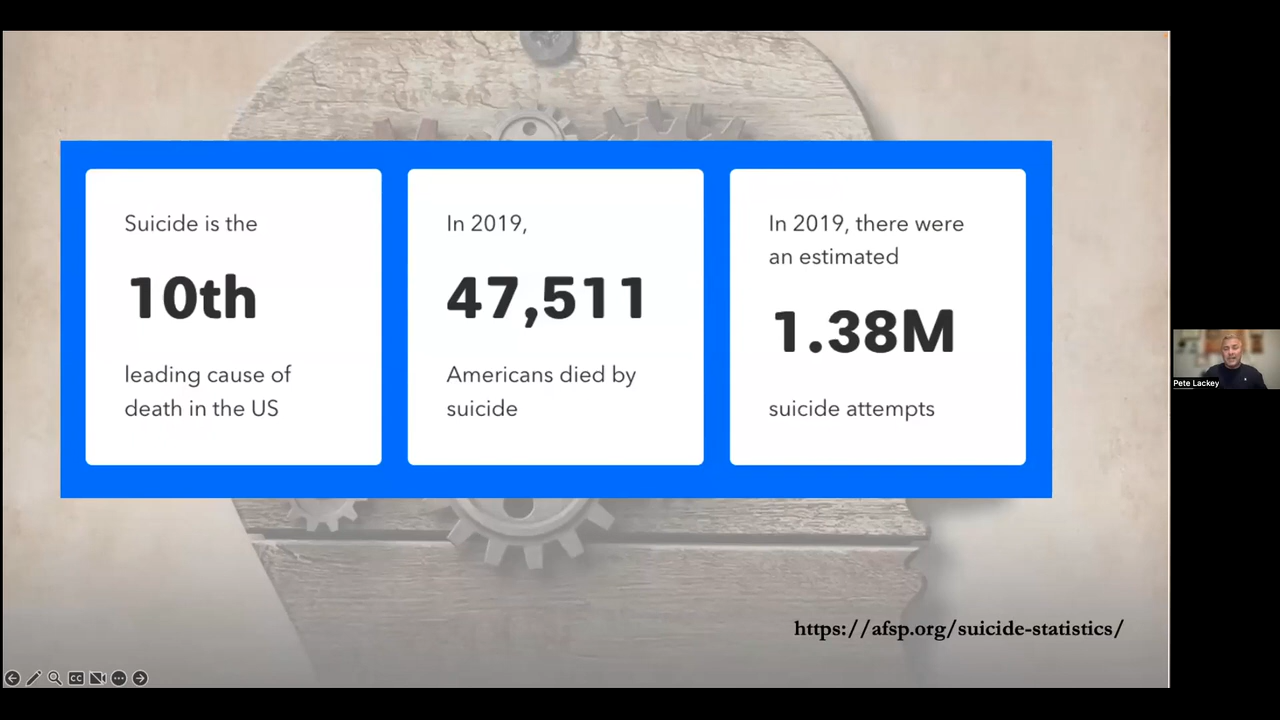 Suicide is the
10th
leading cause of
death in the US
In 2019,
47,511
Americans died by
suicide
In 2019, there were
an estimated
1.38M
suicide attempts
https://afsp.org/suicide-statistics/
CC
Pete Lackey